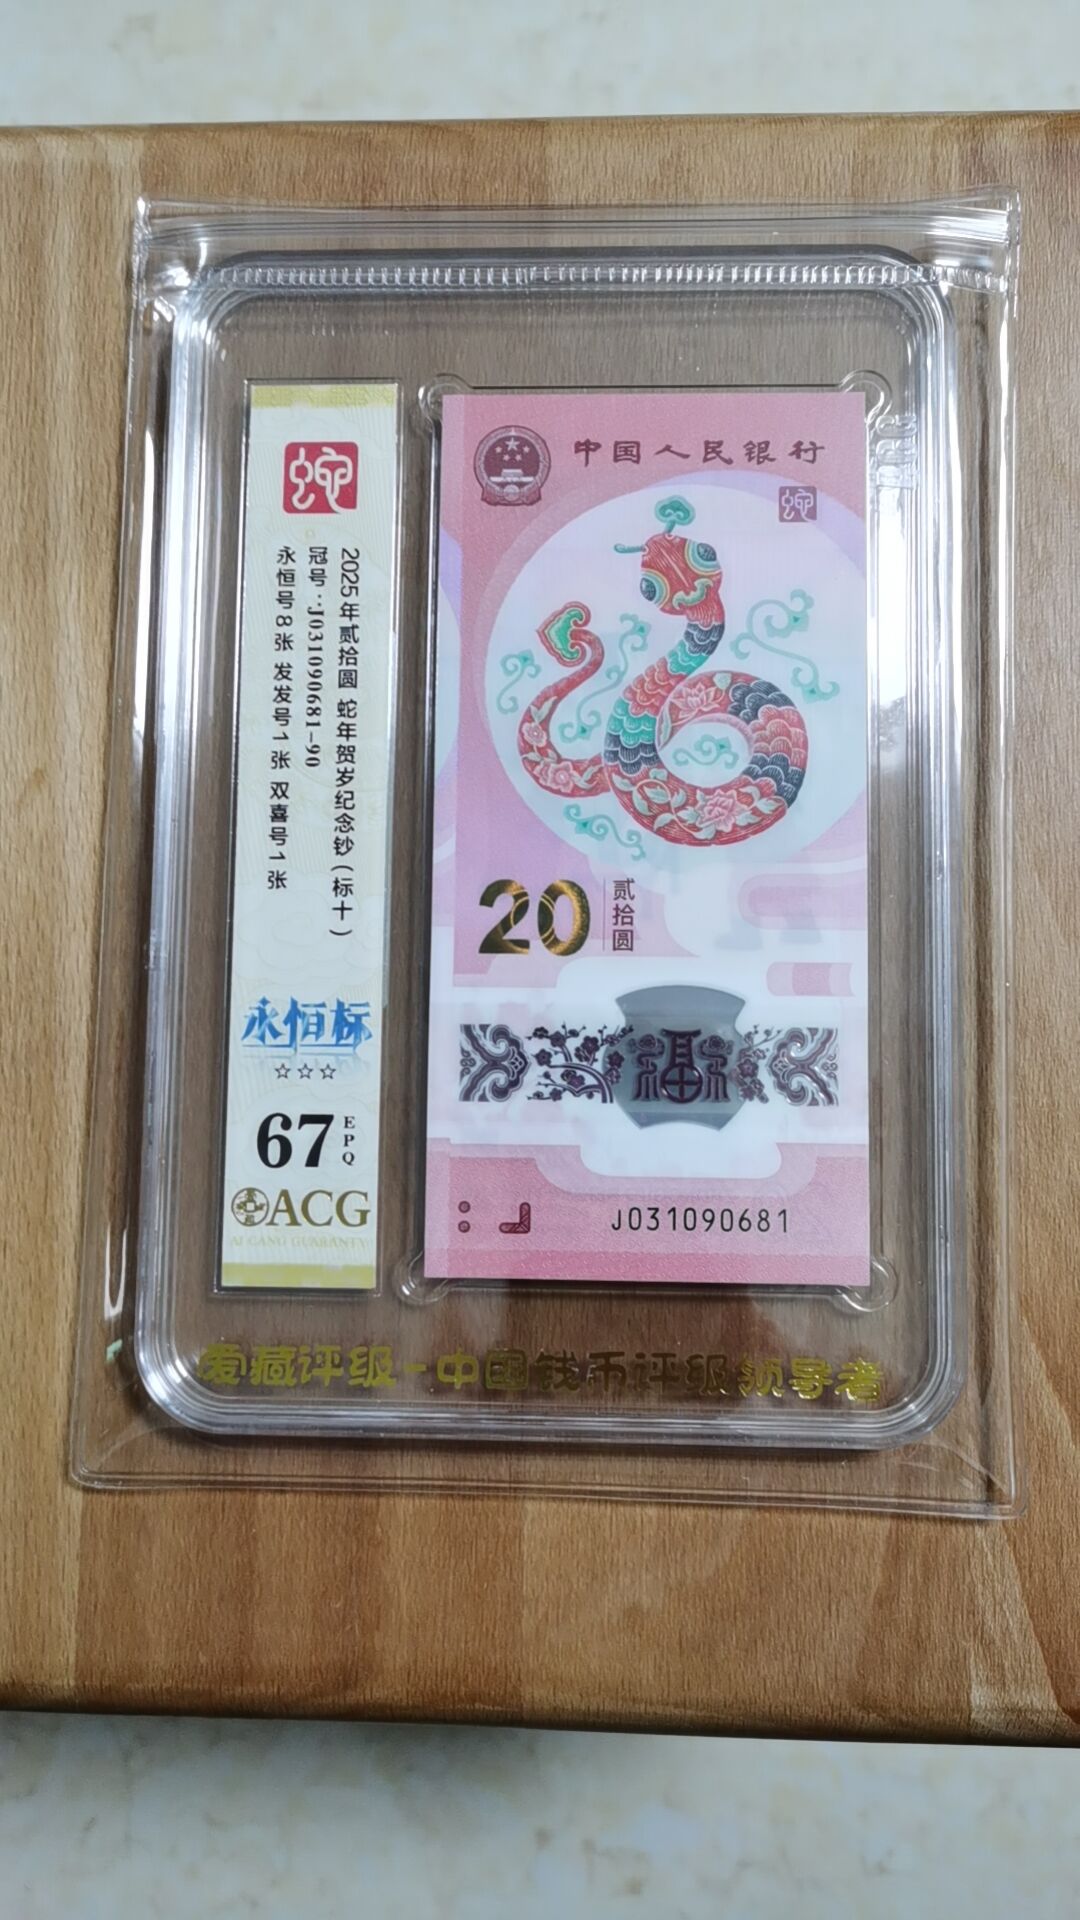 蛇
2025年贰拾圆 蛇年贺岁纪念钞(标十)
冠号:J031090681-90
永恒号8张 发发号1张 双喜号1张
永恒标
☆☆☆
67 EPQ
ACG
AI CANG GUARANTY
中国人民银行
蛇
20 贰拾圆
福
J031090681
爱藏评级-中国钱币评级领导者